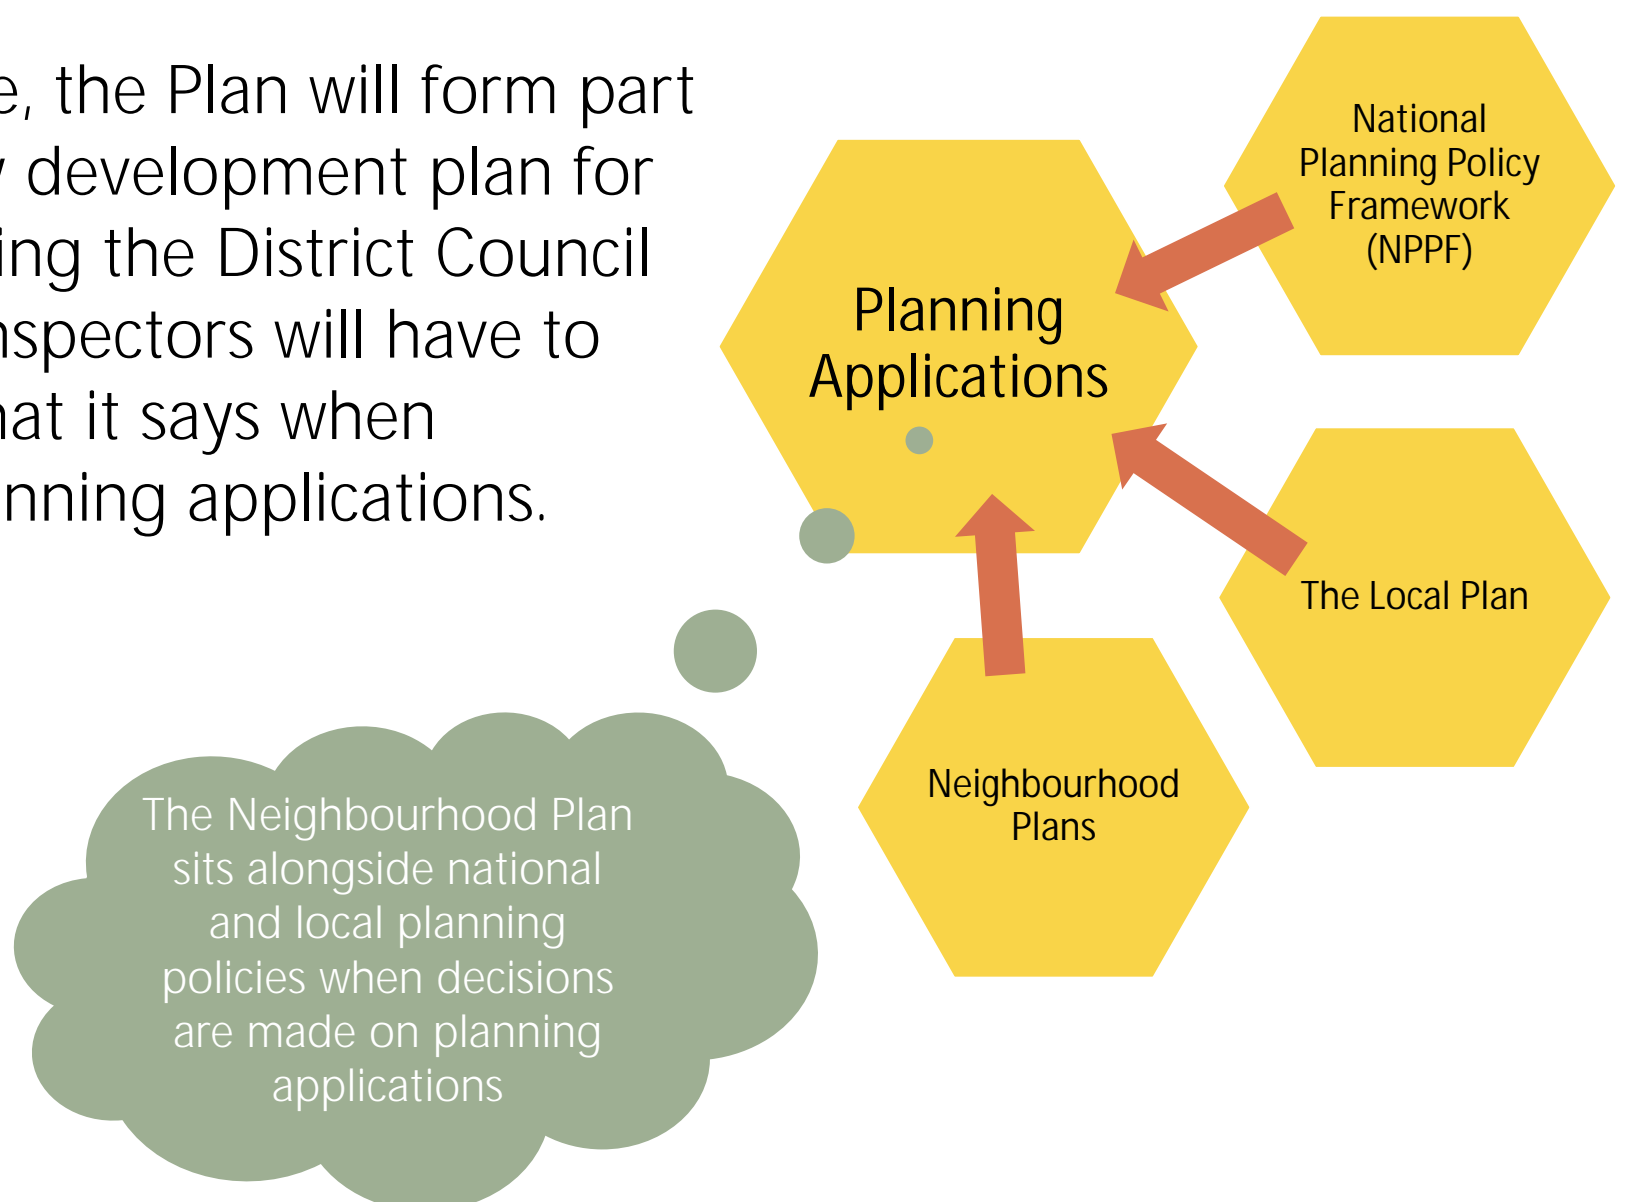 e, the Plan will form part
development plan for
ing the District Council
nspectors will have to
hat it says when
nning applications.
National
Planning Policy
Framework
(NPPF)
Planning
Applications
The Local Plan
Neighbourhood
Plans
The Neighbourhood Plan
sits alongside national
and local planning
policies when decisions
are made on planning
applications